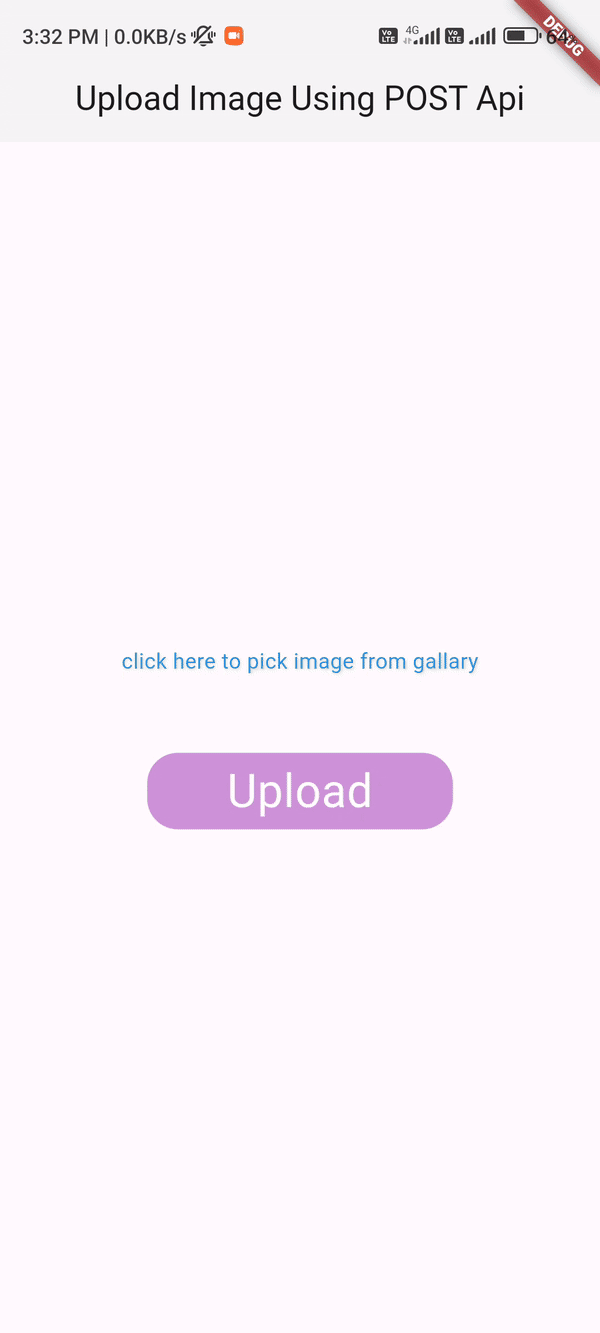 3:32 PM | 0.0KB/s Vo LTE 4G Vo LTE
DEBUG
Upload Image Using POST Api
click here to pick image from gallary
Upload